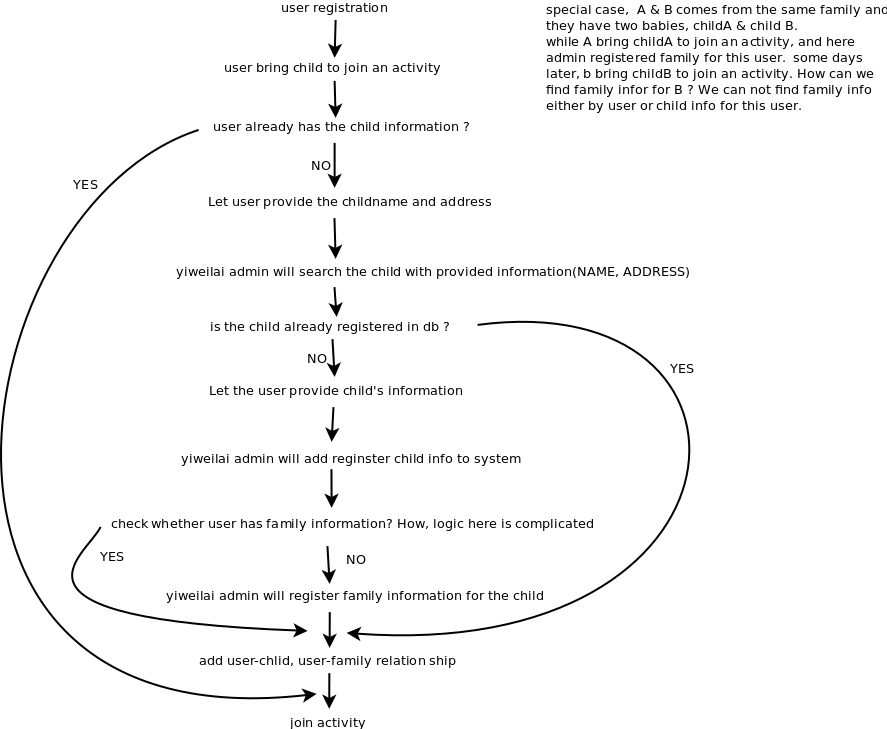 user registration
special case, A & B comes from the same family and
they have two babies, childA & child B.
while A bring childA to join an activity, and here
admin registered family for this user. some days
later, b bring childB to join an activity. How can we
find family infor for B ? We can not find family info
either by user or child info for this user.
user bring child to join an activity
user already has the child information ?
NO
YES
Let user provide the childname and address
yiweilai admin will search the child with provided information(NAME, ADDRESS)
is the child already registered in db ?
NO
YES
Let the user provide child's information
yiweilai admin will add reginster child info to system
check whether user has family information? How, logic here is complicated
YES
NO
yiweilai admin will register family information for the child
add user-chlid, user-family relation ship
join activity